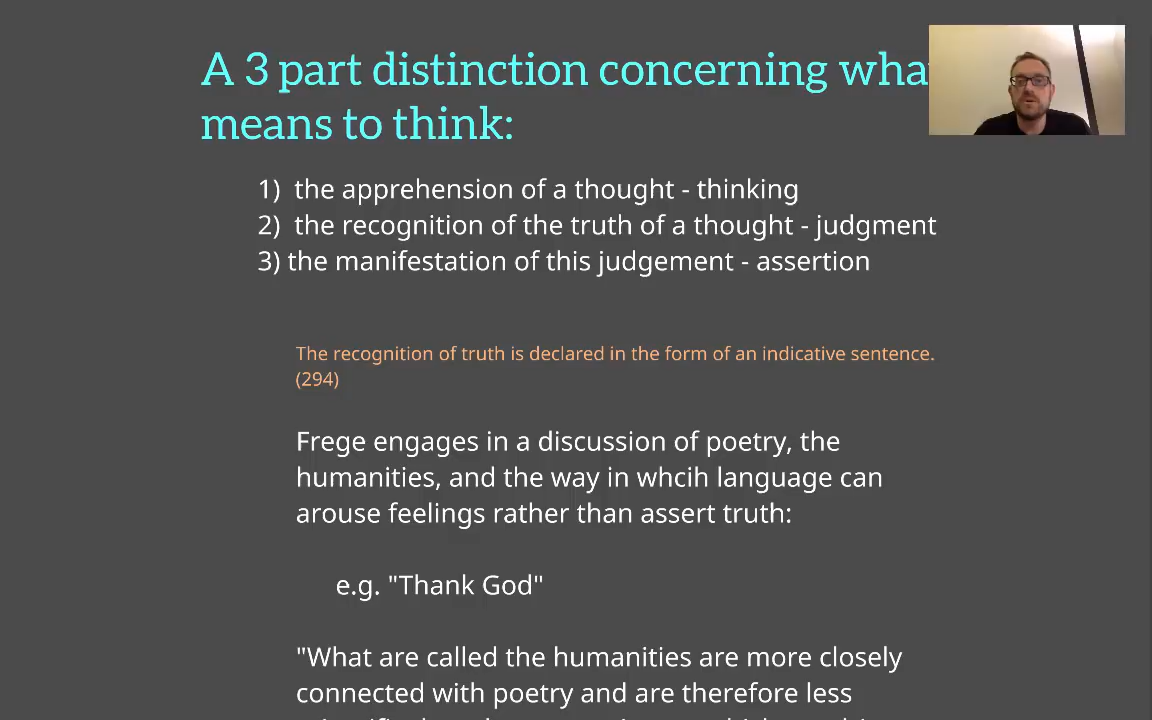 A 3 part distinction concerning wha
means to think:
1) the apprehension of a thought - thinking
2) the recognition of the truth of a thought - judgment
3) the manifestation of this judgement - assertion
The recognition of truth is declared in the form of an indicative sentence.
(294)
Frege engages in a discussion of poetry, the
humanities, and the way in whcih language can
arouse feelings rather than assert truth:
e.g. "Thank God"
"What are called the humanities are more closely
connected with poetry and are therefore less